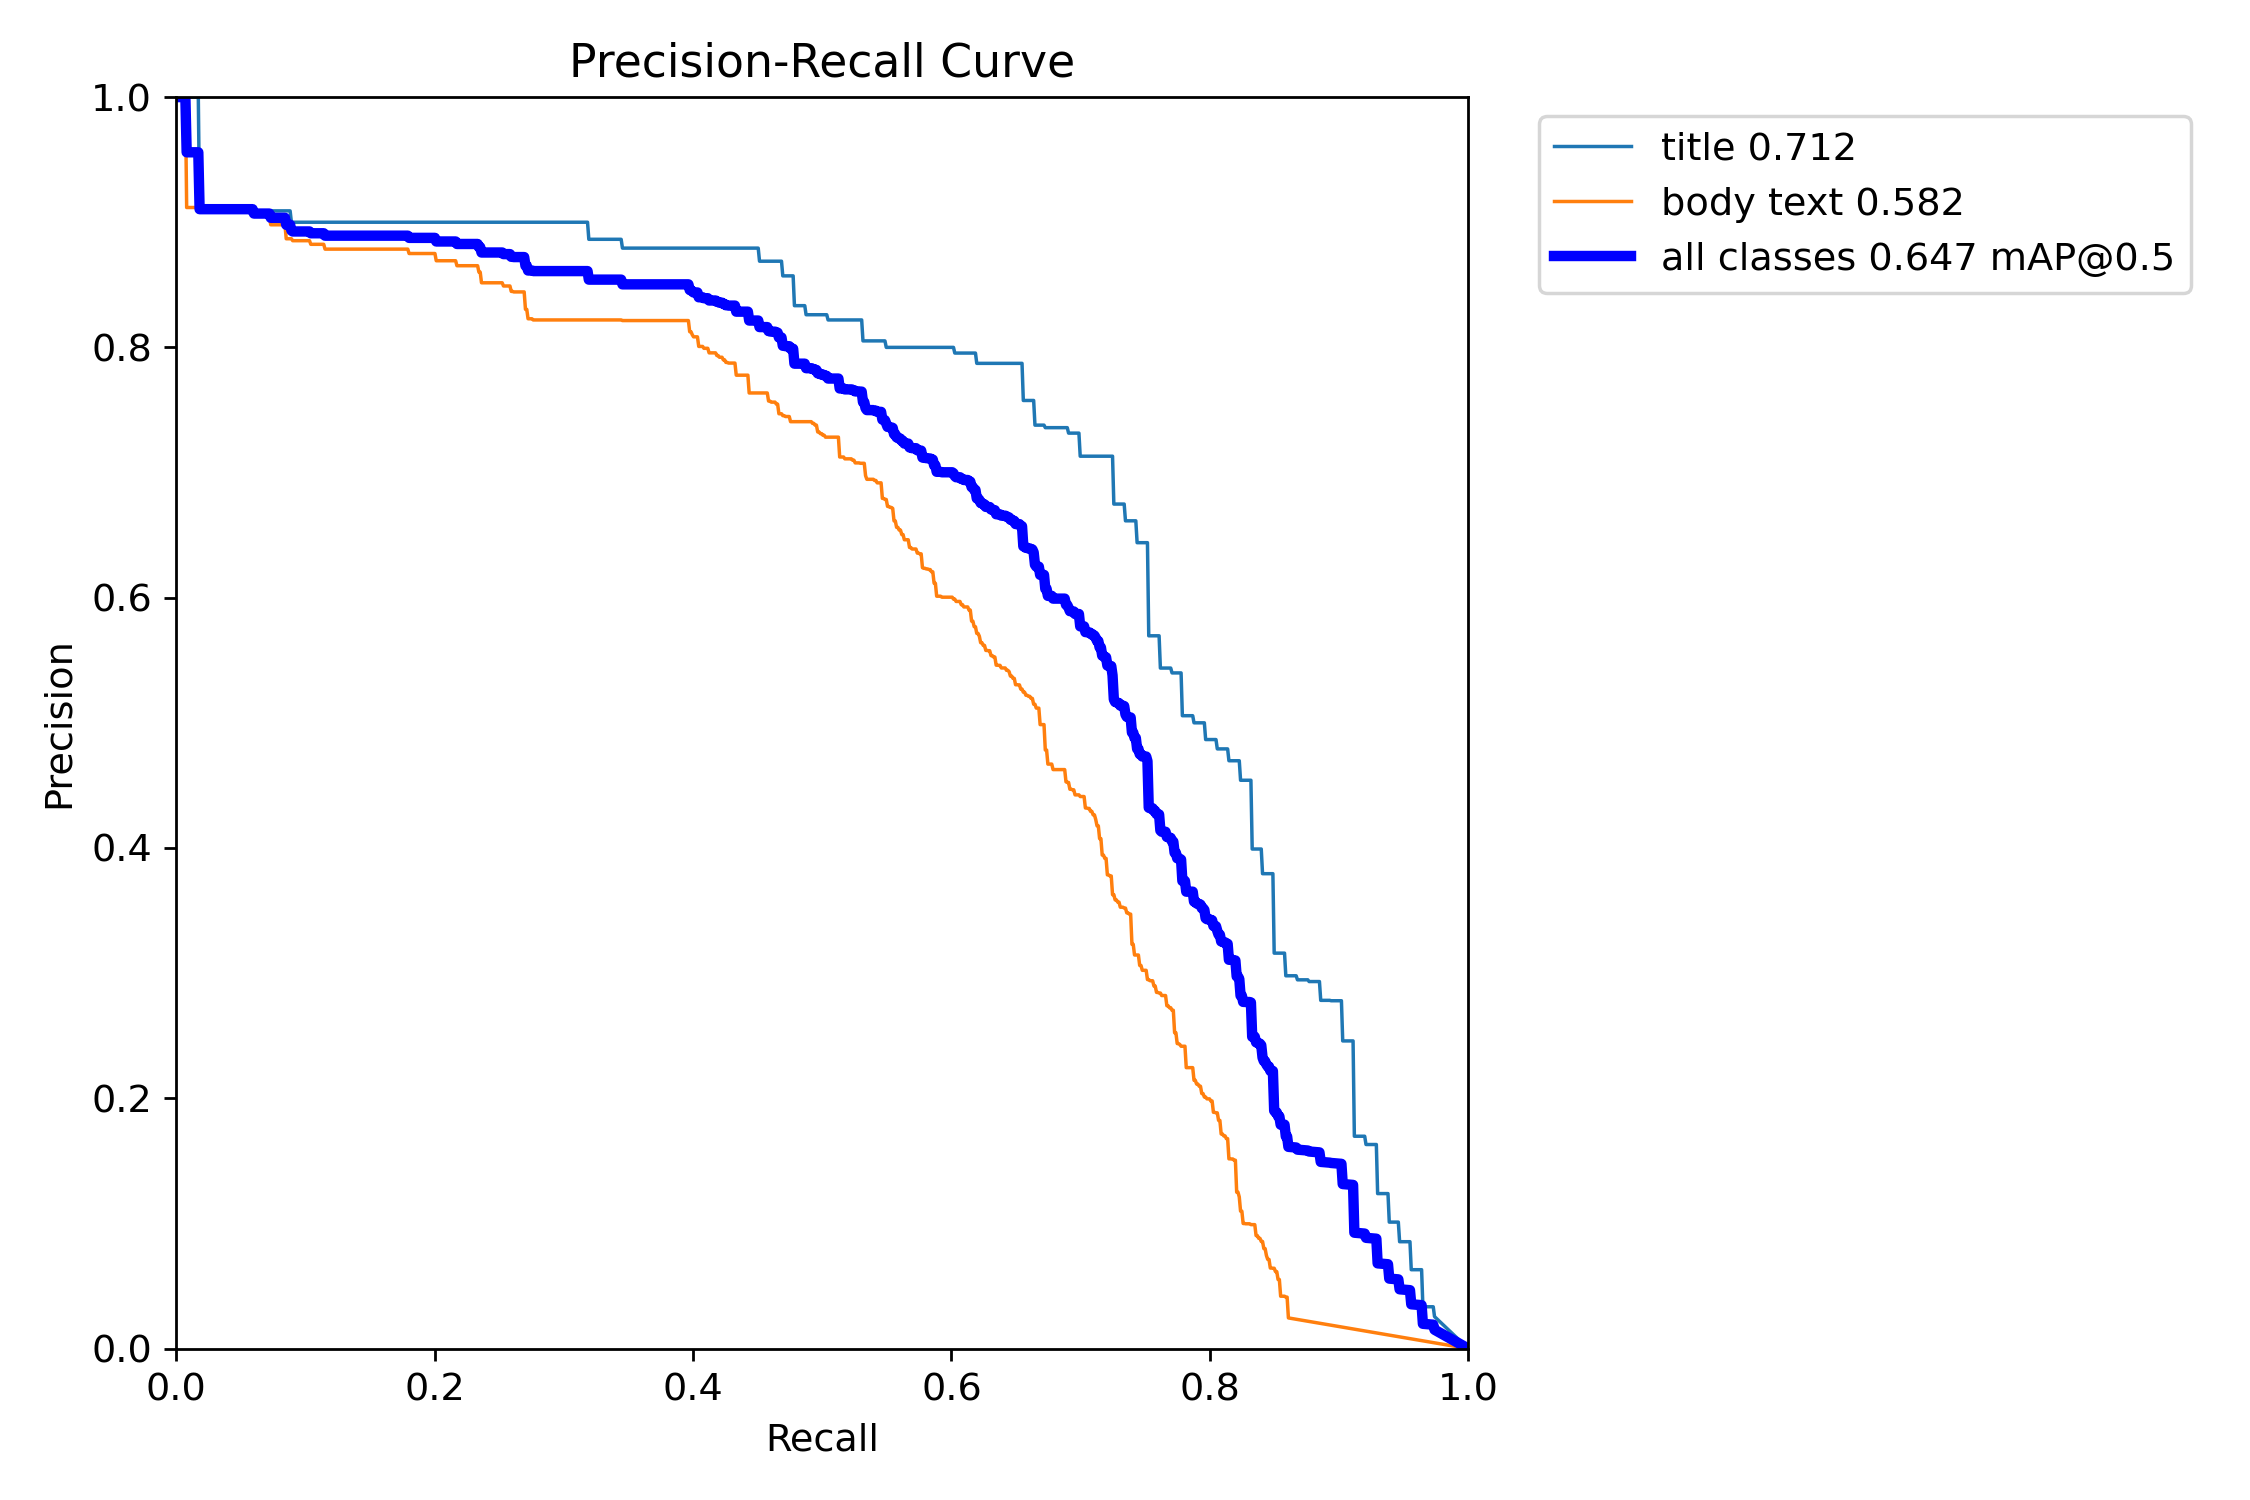 Precision-Recall Curve
1.0
0.8
0.6
0.4
0.2
0.0
Precision
0.0 0.2 0.4 0.6 0.8 1.0
Recall
title 0.712
body text 0.582
all classes 0.647 mAP@0.5